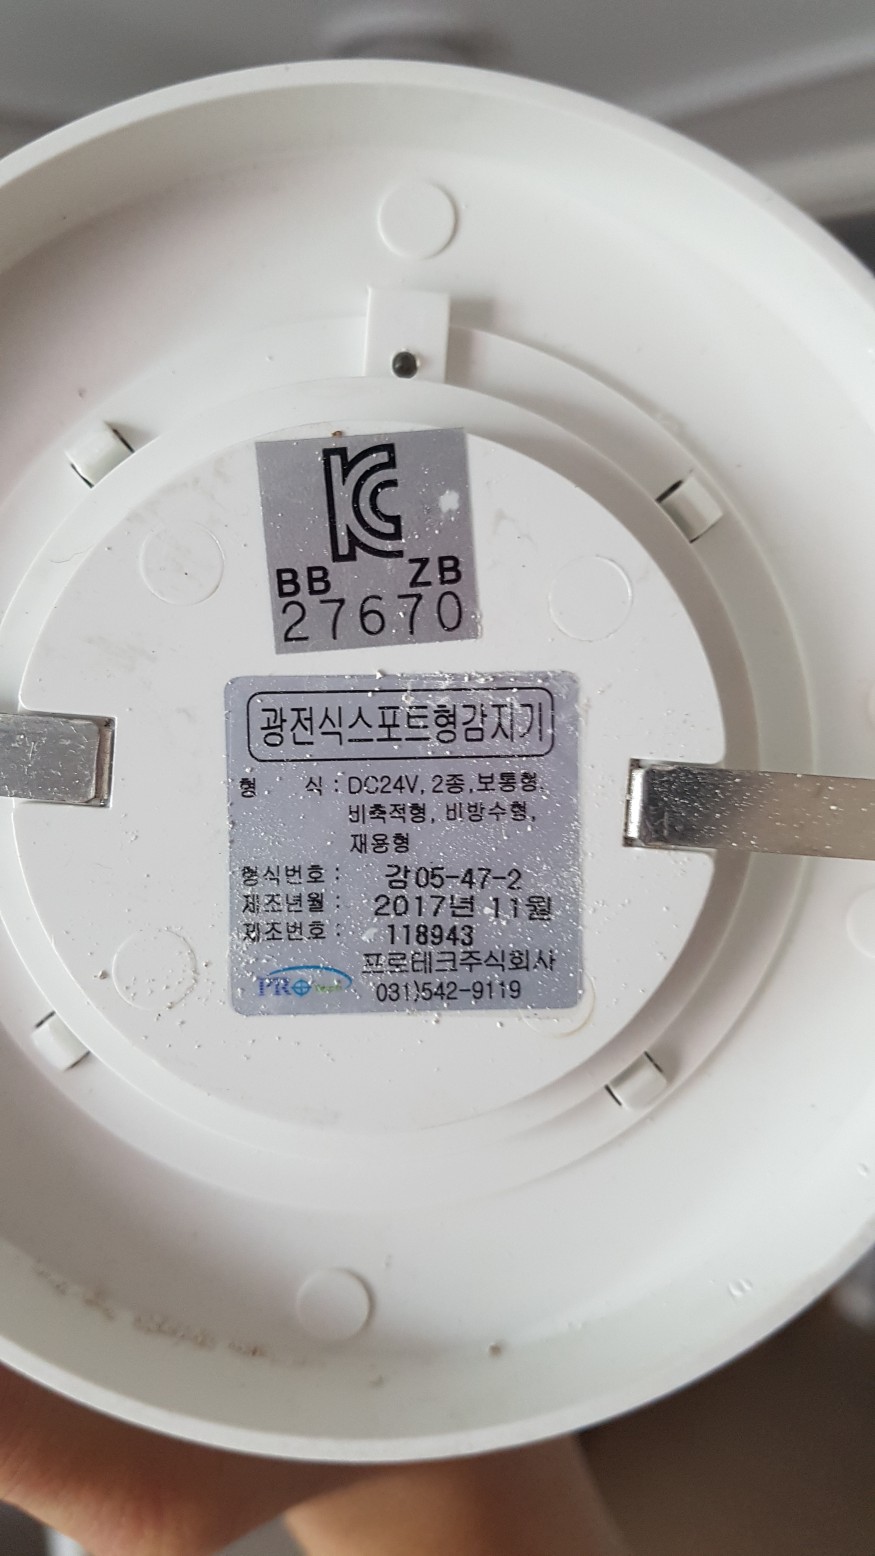 KC
BB ZB
27670
광전식스포트형감지기
형 식 : DC24V, 2종, 보통형,
비축적형, 비방수형,
재용형
형식번호 : 감 05-47-2
제조년월 : 2017년 11월
제조번호 : 118943
프로테크주식회사
PRO
031)542-9119